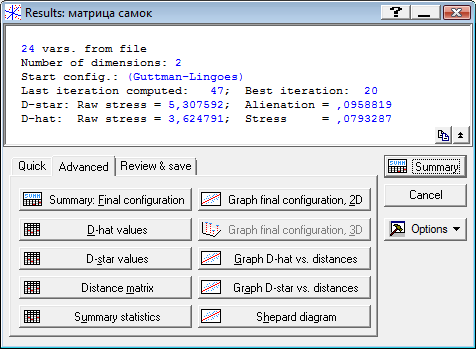 Results: матрица самок
24 vars. from file
Number of dimensions: 2
Start config.: (Guttman-Lingoes)
Last iteration computed: 47; Best iteration: 20
D-star: Raw stress = 5,307592; Alienation = ,0958819
D-hat: Raw stress = 3,624791; Stress = ,0793287
Quick Advanced Review & save
Summary
Cancel
Options
Summary: Final configuration
Graph final configuration, 2D
D-hat values
Graph final configuration, 3D
D-star values
Graph D-hat vs. distances
Distance matrix
Graph D-star vs. distances
Summary statistics
Shepard diagram